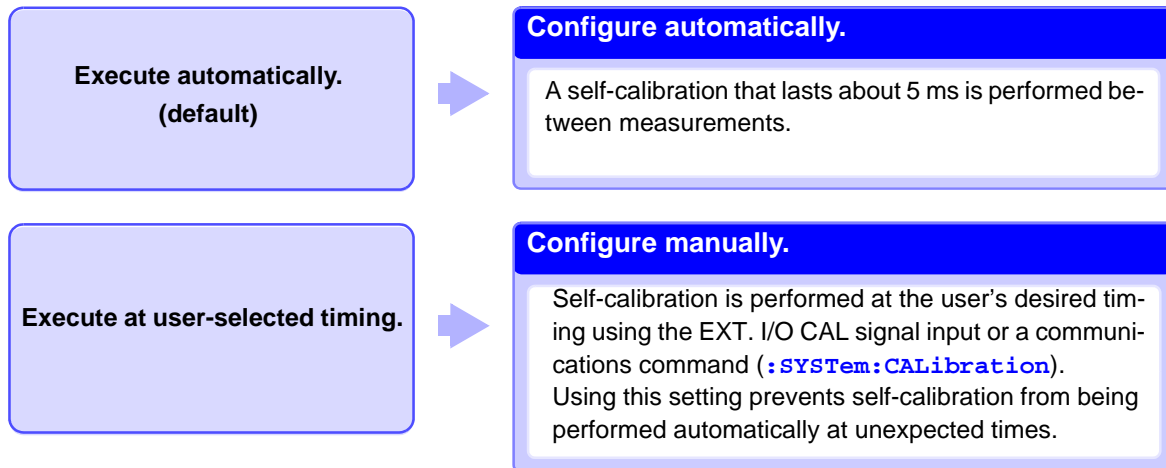 Execute automatically.
(default)
Configure automatically.
A self-calibration that lasts about 5 ms is performed be-
tween measurements.
Execute at user-selected timing.
Configure manually.
Self-calibration is performed at the user's desired tim-
ing using the EXT. I/O CAL signal input or a communi-
cations command (:SYSTem:CALibration).
Using this setting prevents self-calibration from being
performed automatically at unexpected times.